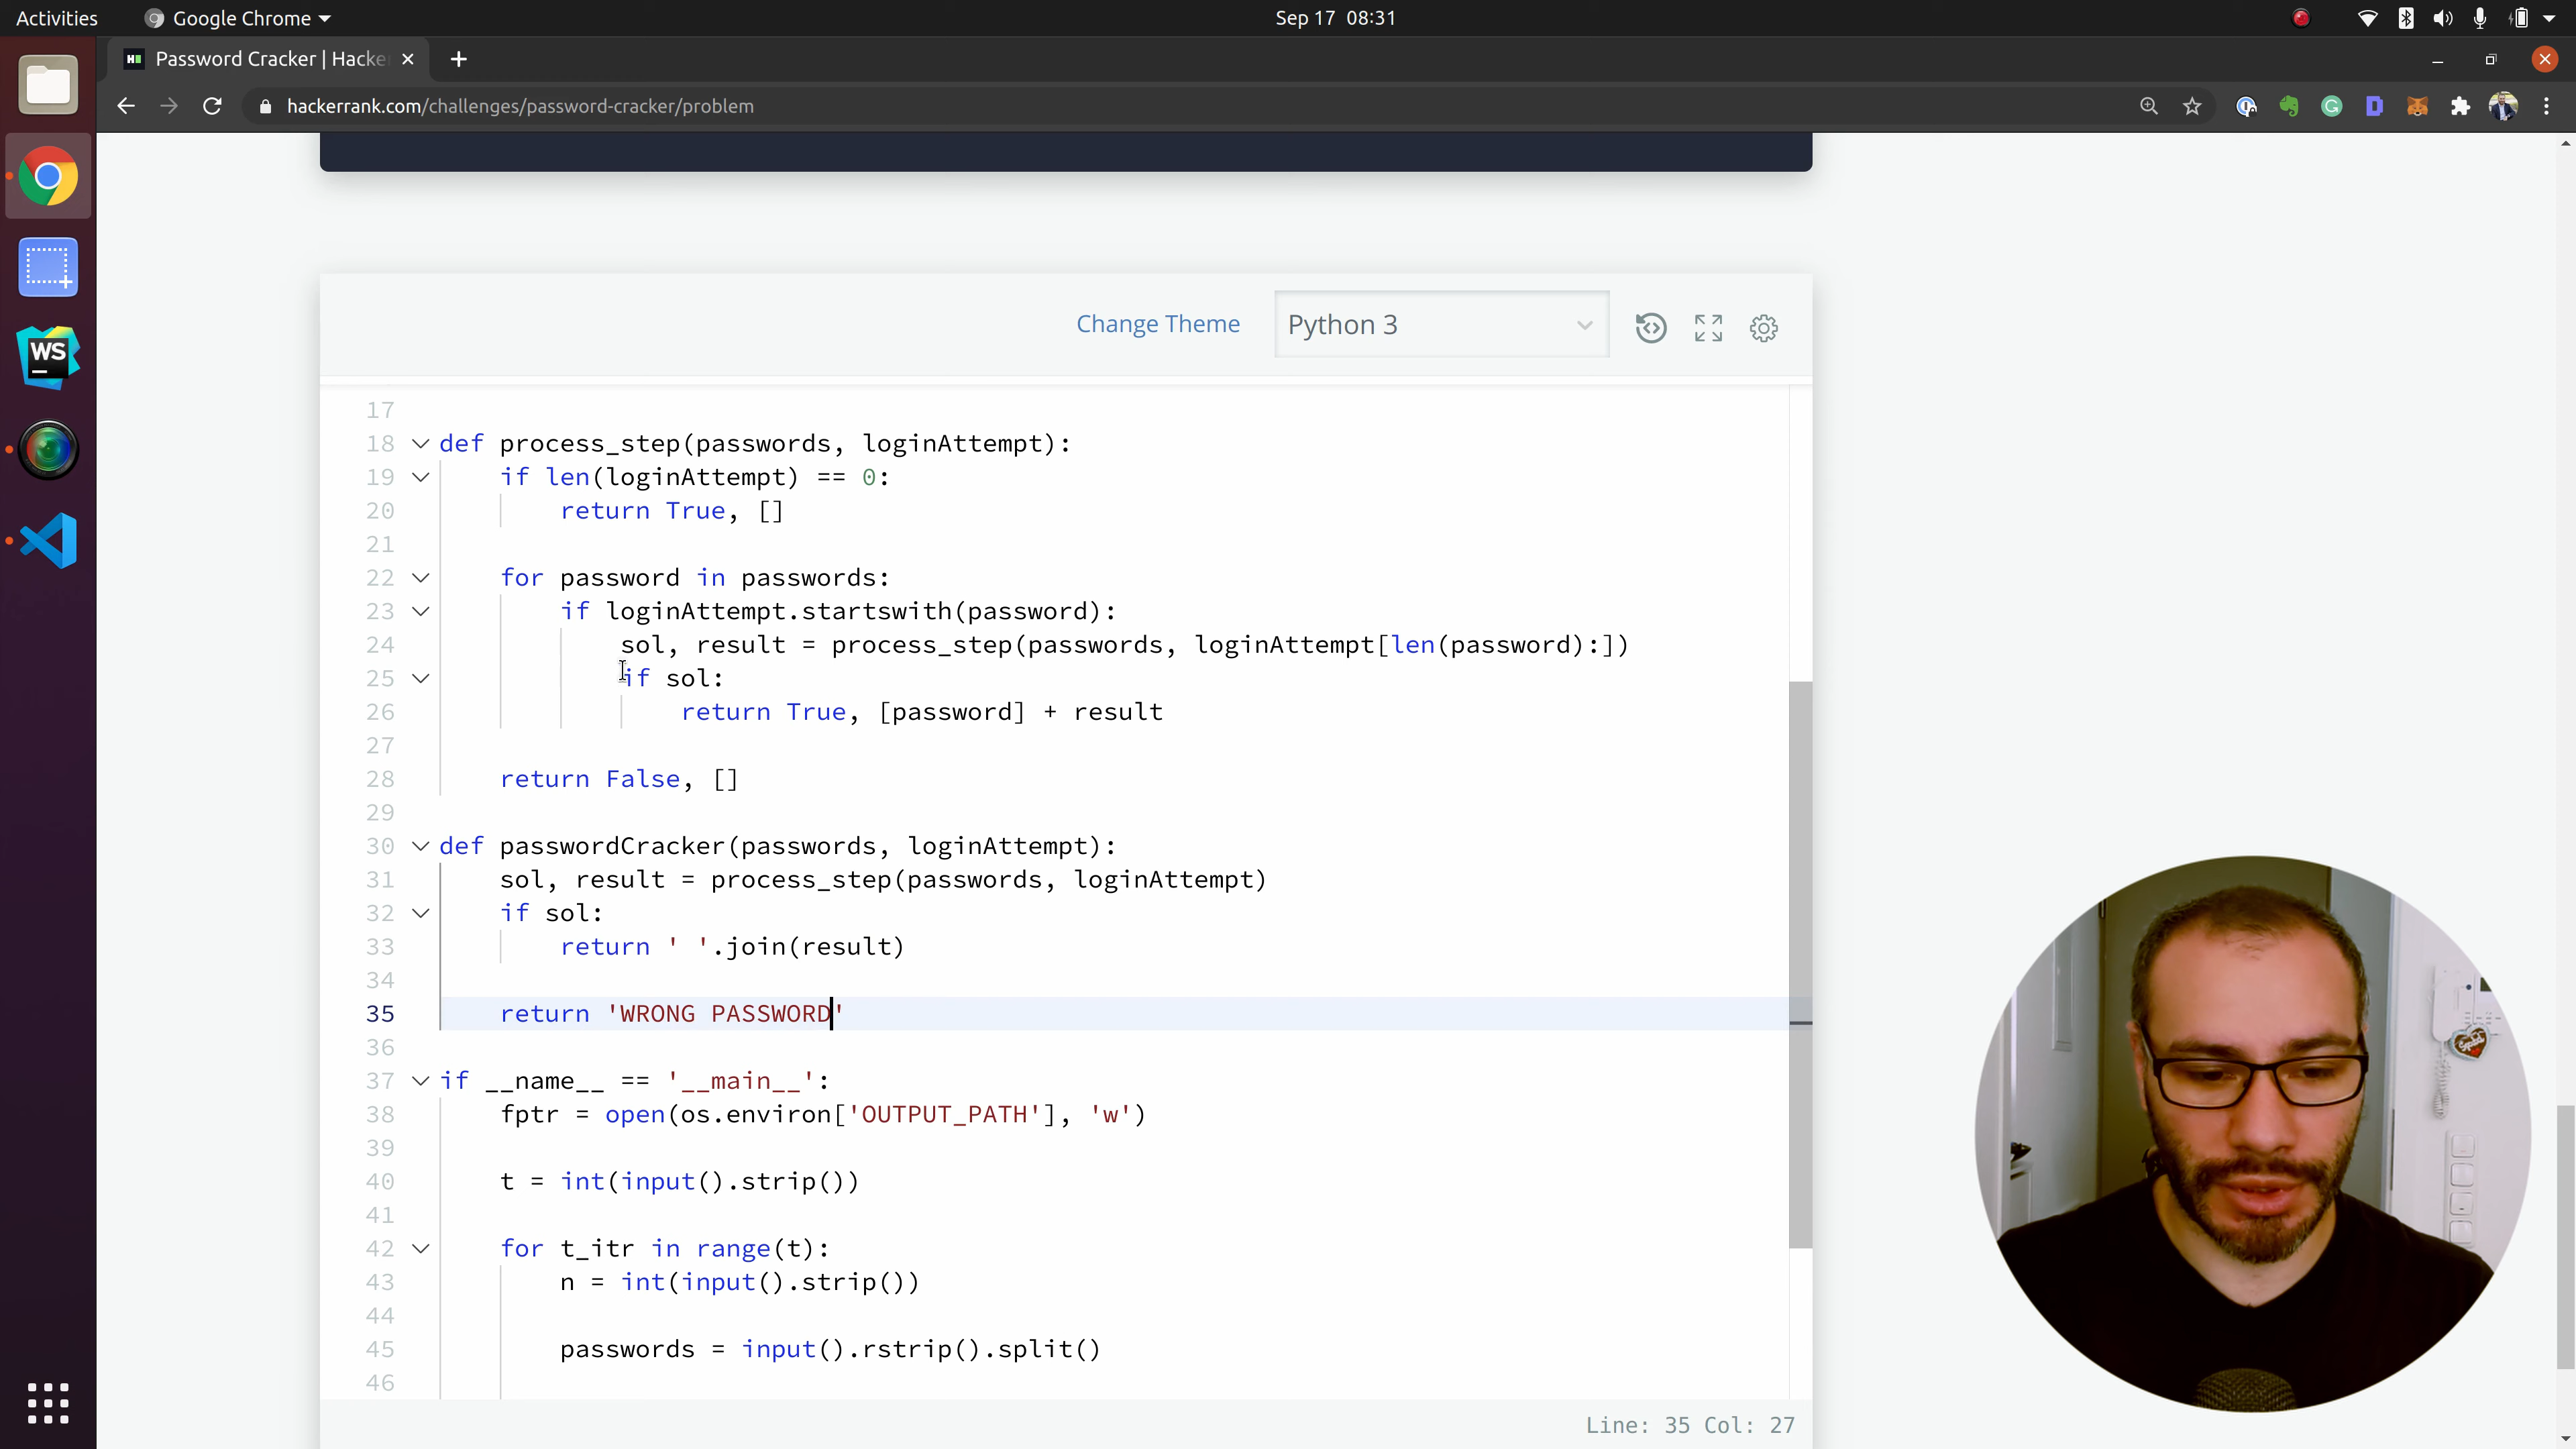 Activities
Google Chrome
Sep 17 08:31
Password Cracker | Hacke
hackerrank.com/challenges/password-cracker/problem
WS
Change Theme
Python 3
17
18 def process_step(passwords, loginAttempt):
19 if len(loginAttempt) == 0:
20 return True, []
21
22 for password in passwords:
23 if loginAttempt.startswith(password):
24 sol, result = process_step(passwords, loginAttempt[len(password):])
25 if sol:
26 return True, [password] + result
27
28 return False, []
29
30 def passwordCracker(passwords, loginAttempt):
31 sol, result = process_step(passwords, loginAttempt)
32 if sol:
33 return ' '.join(result)
34
35 return 'WRONG PASSWORD'
36
37 if __name__ == '__main__':
38 fptr = open(os.environ['OUTPUT_PATH'], 'w')
39
40 t = int(input().strip())
41
42 for t_itr in range(t):
43 n = int(input().strip())
44
45 passwords = input().rstrip().split()
46
Line: 35 Col: 27